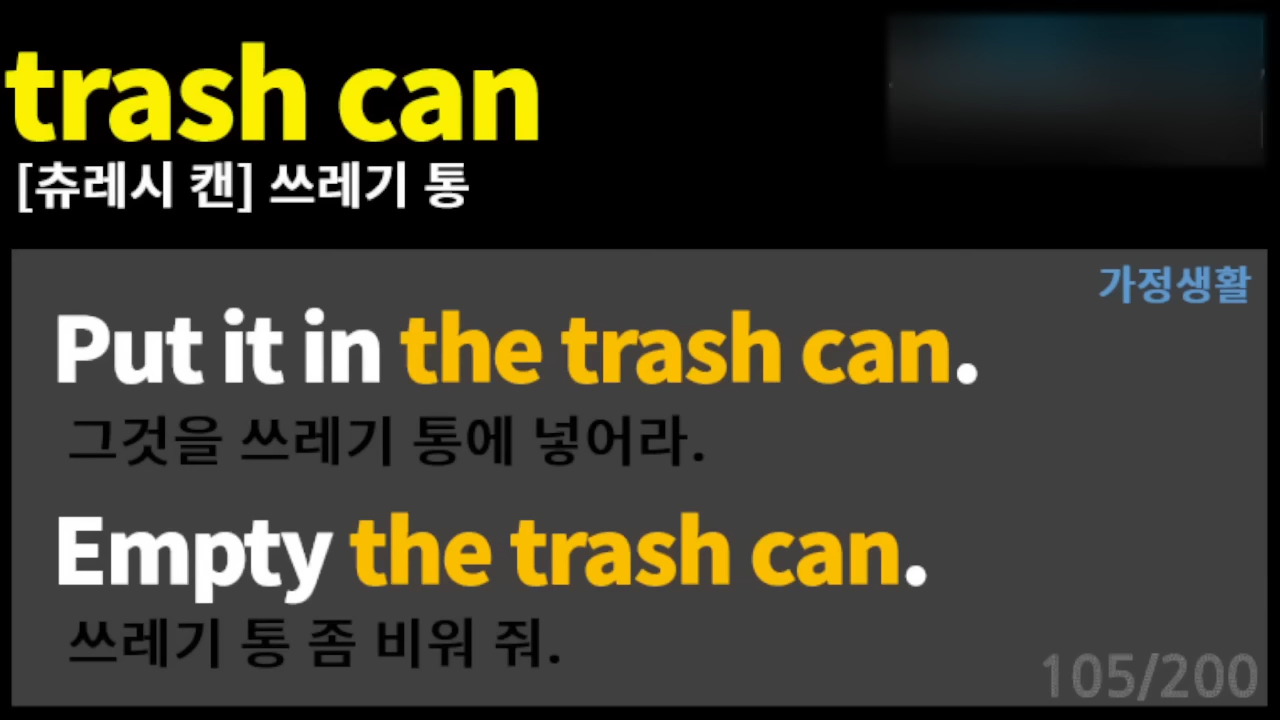 trash can
[츄레시 캔] 쓰레기 통
가정생활
Put it in the trash can.
그것을 쓰레기 통에 넣어라.
Empty the trash can.
쓰레기 통 좀 비워 줘.
105/200